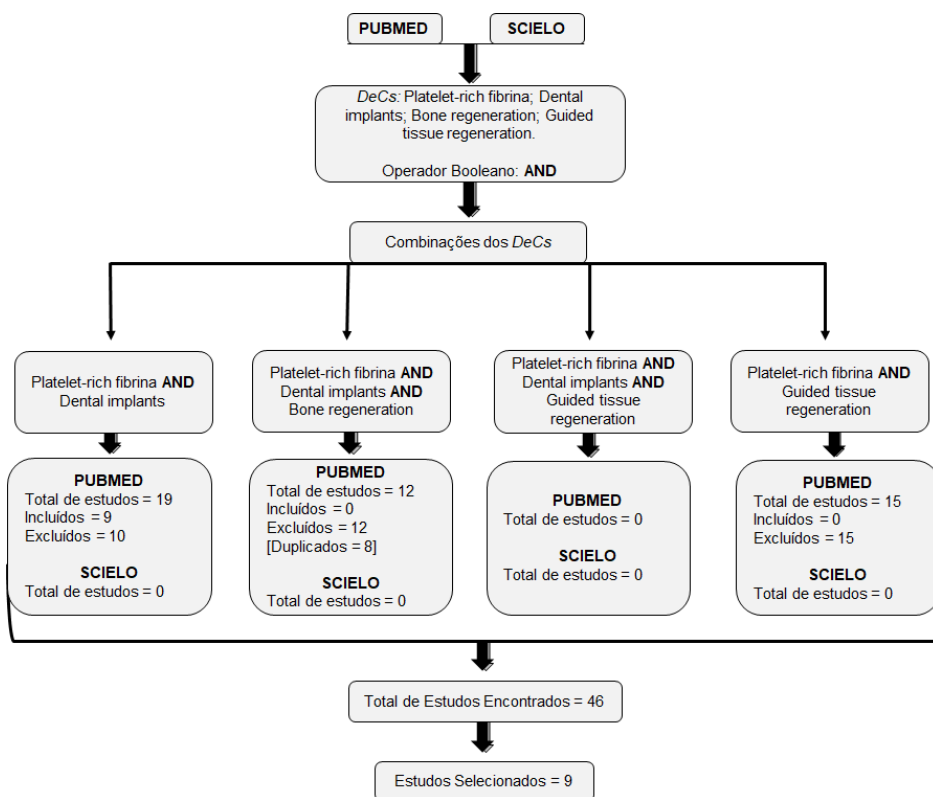 PUBMED
SCIELO
DeCs: Platelet-rich fibrina; Dental
implants; Bone regeneration; Guided
tissue regeneration.
Operador Booleano: AND
Combinações dos DeCs
Platelet-rich fibrina AND
Dental implants
Platelet-rich fibrina AND
Dental implants AND
Bone regeneration
Platelet-rich fibrina AND
Dental implants AND
Guided tissue
regeneration
Platelet-rich fibrina AND
Guided tissue
regeneration
PUBMED
Total de estudos = 19
Incluídos = 9
Excluídos = 10
SCIELO
Total de estudos = 0
PUBMED
Total de estudos = 12
Incluídos = 0
Excluídos = 12
[Duplicados = 8]
SCIELO
Total de estudos = 0
PUBMED
Total de estudos = 0
SCIELO
Total de estudos = 0
PUBMED
Total de estudos = 15
Incluídos = 0
Excluídos = 15
SCIELO
Total de estudos = 0
Total de Estudos Encontrados = 46
Estudos Selecionados = 9